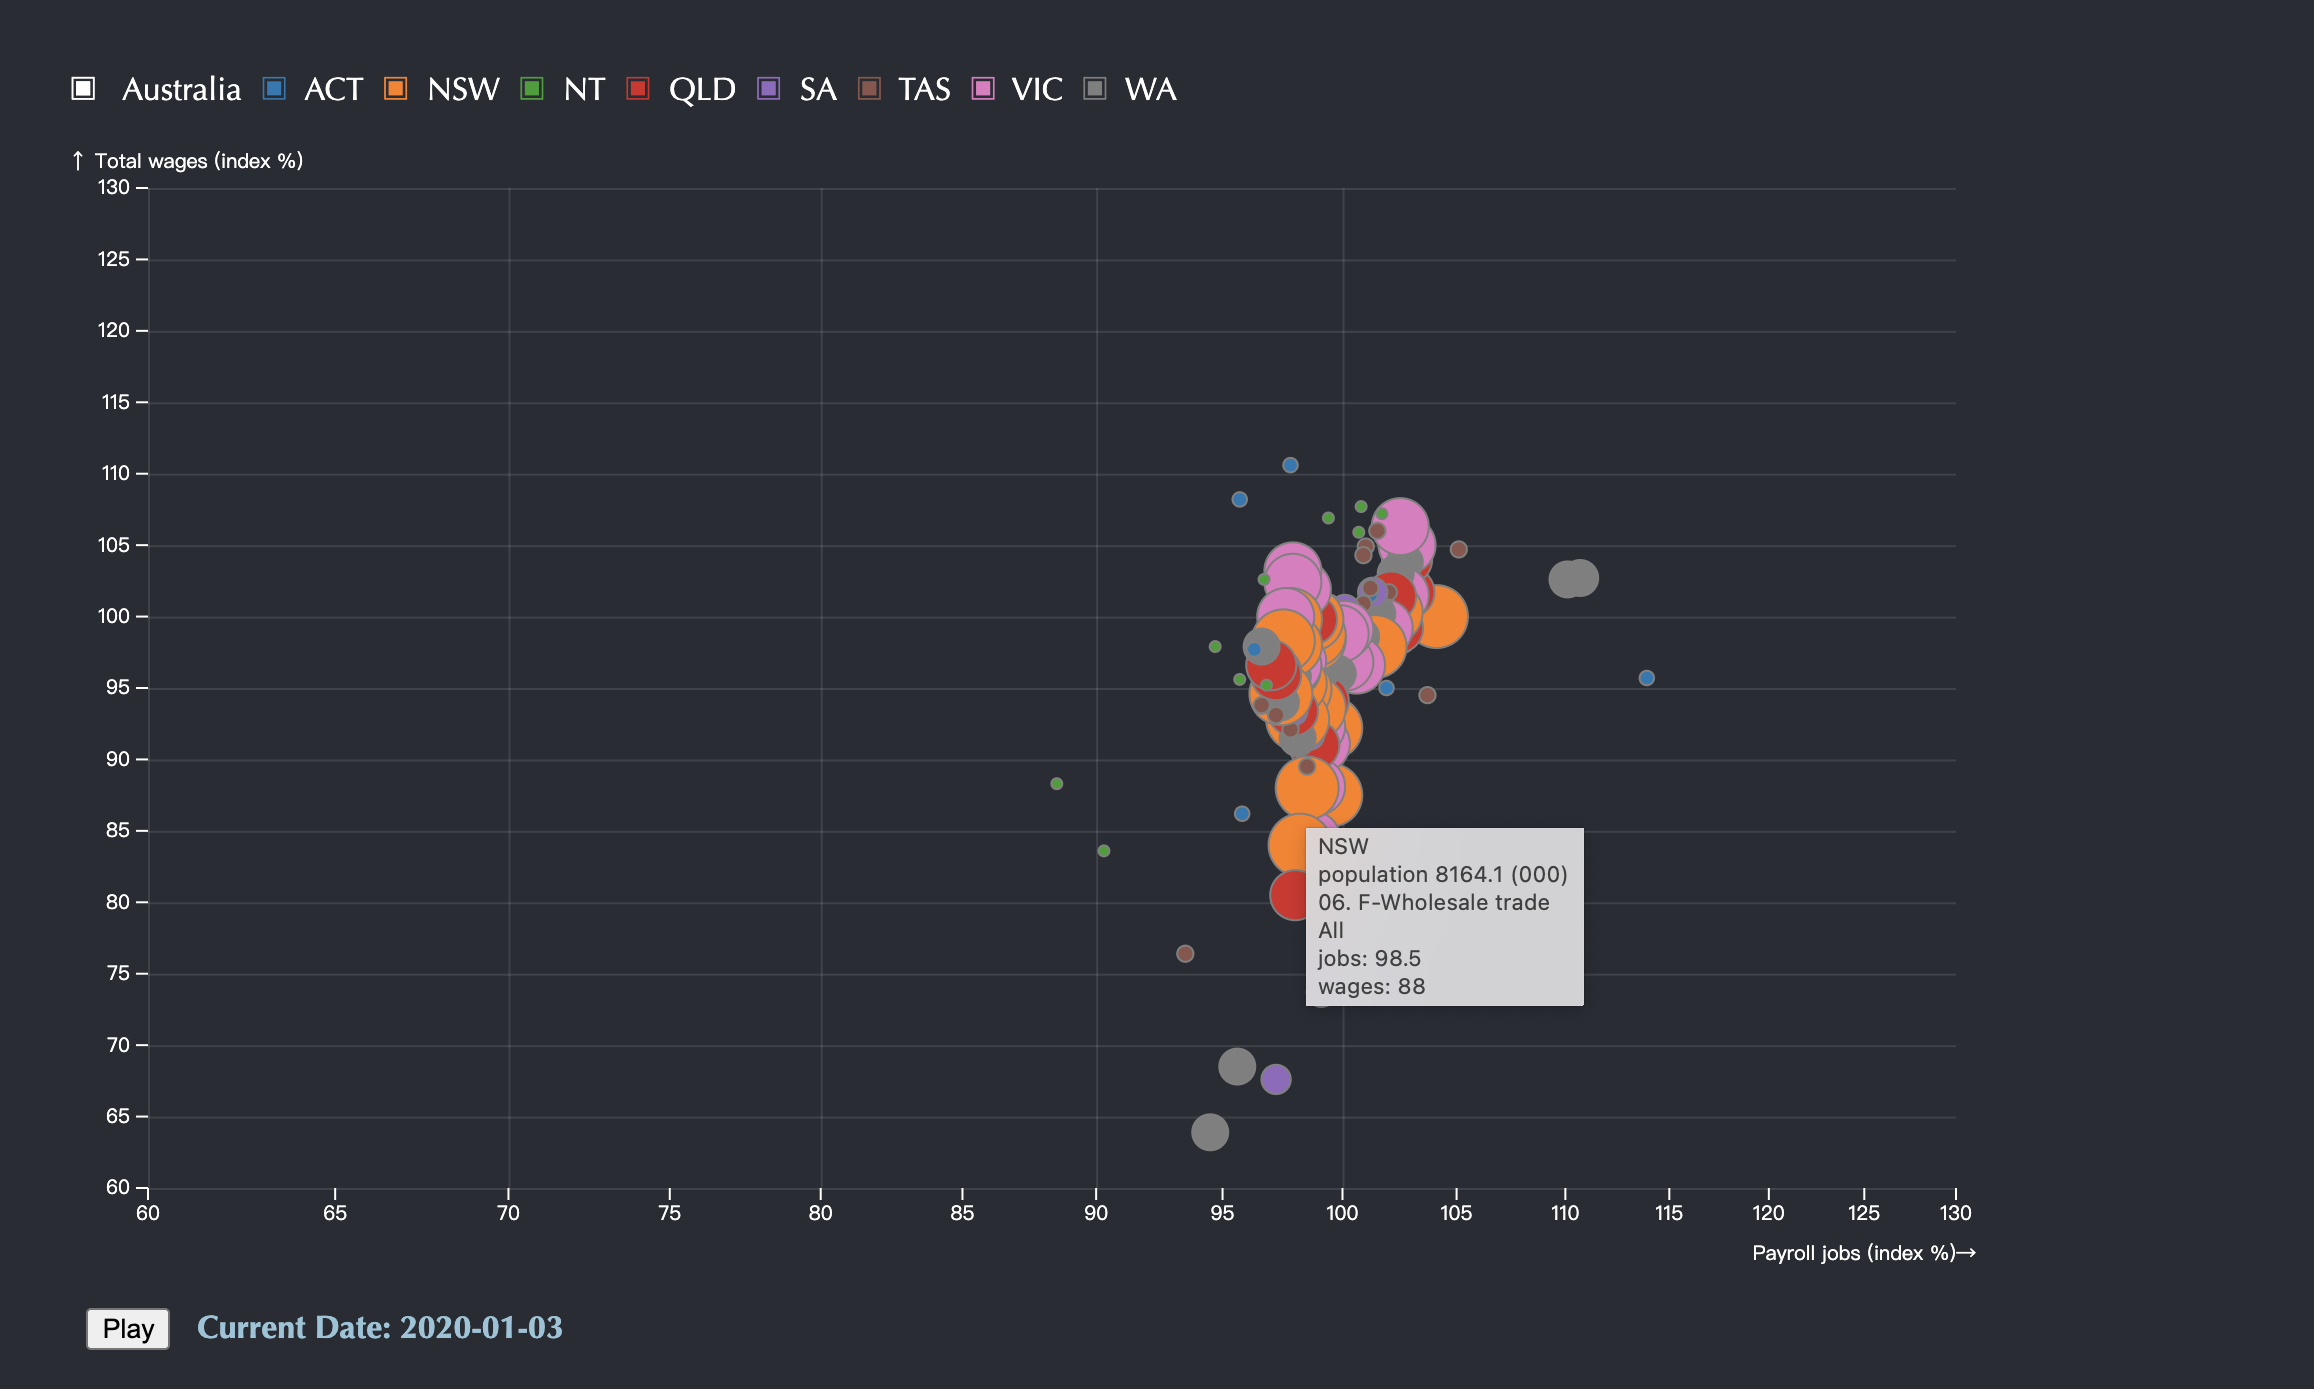 Australia ACT NSW NT QLD SA TAS VIC WA
↑ Total wages (index %)
130
125
120
115
110
105
100
95
90
85
80
75
70
65
60
NSW
population 8164.1 (000)
06. F-Wholesale trade
All
jobs: 98.5
wages: 88
60 65 70 75 80 85 90 95 100 105 110 115 120 125 130
Payroll jobs (index %)→
Play Current Date: 2020-01-03